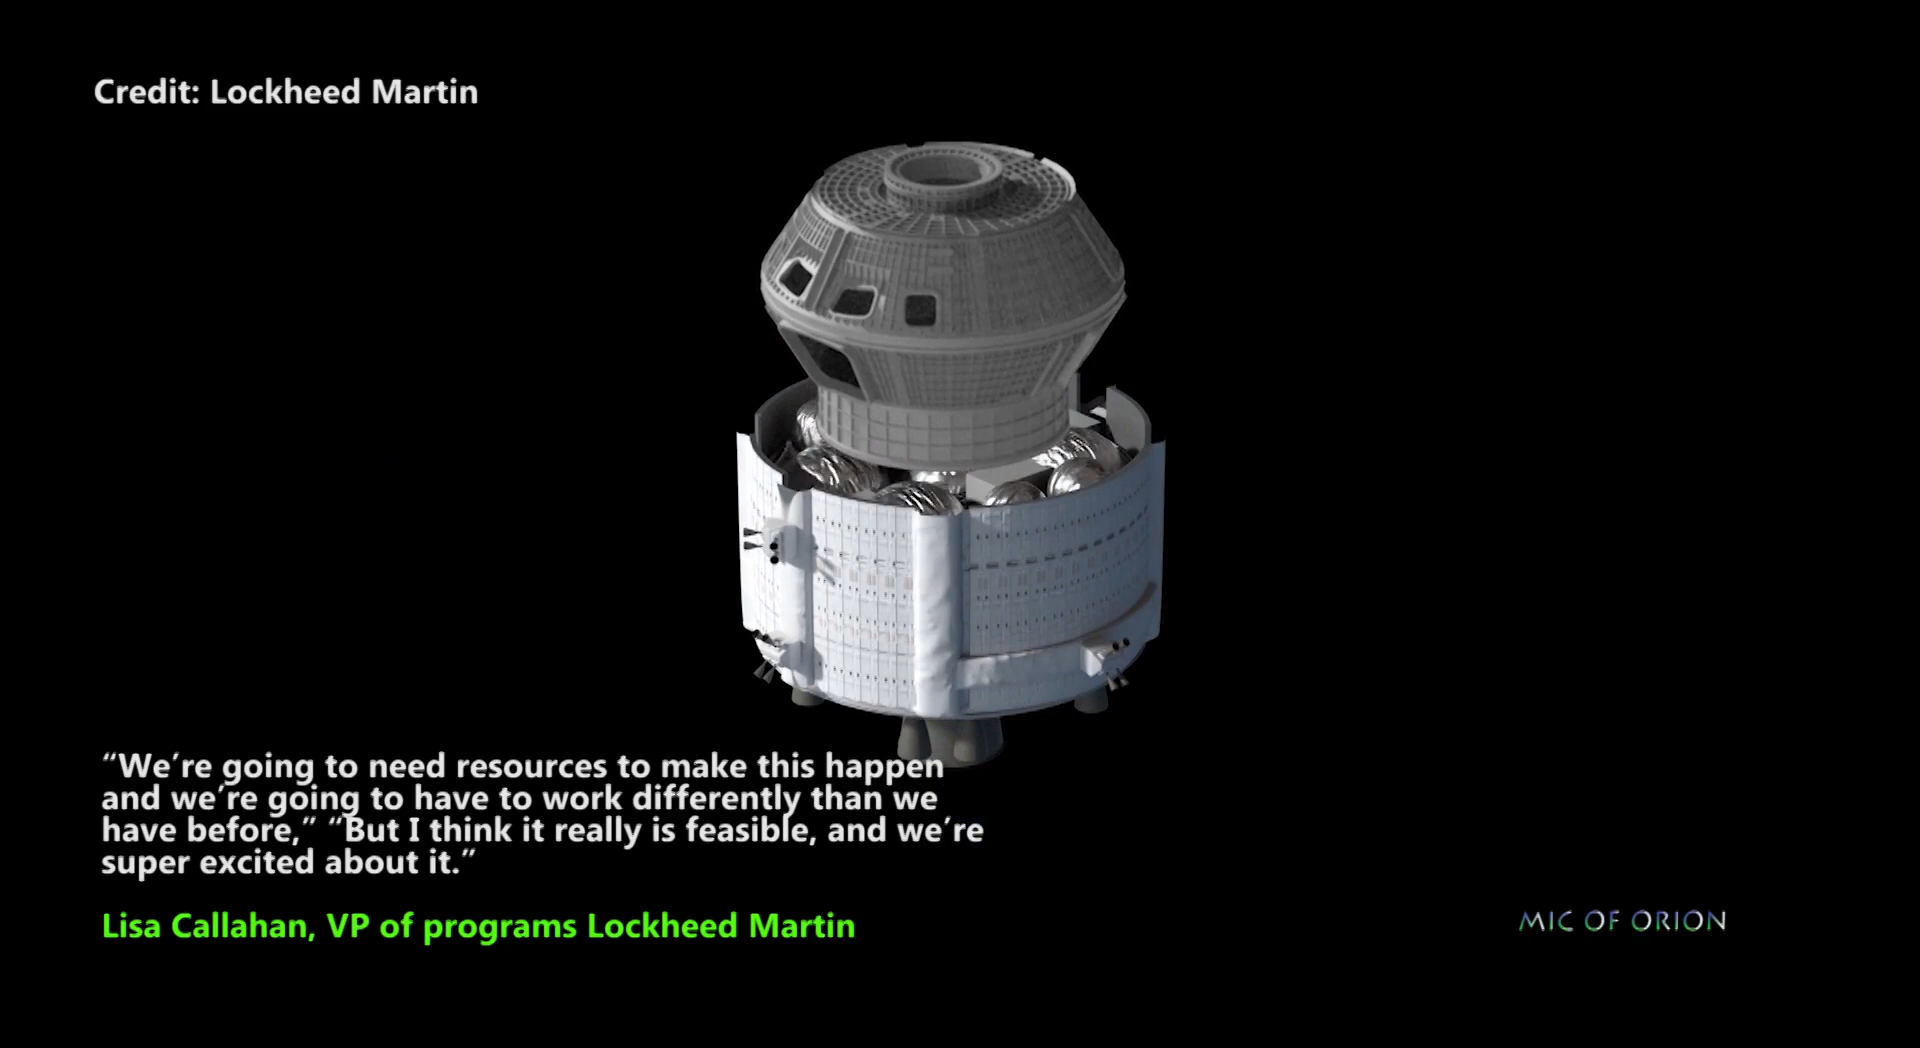 Credit: Lockheed Martin
“We’re going to need resources to make this happen
and we’re going to have to work differently than we
have before,” “But I think it really is feasible, and we’re
super excited about it.”
Lisa Callahan, VP of programs Lockheed Martin
MIC OF ORION